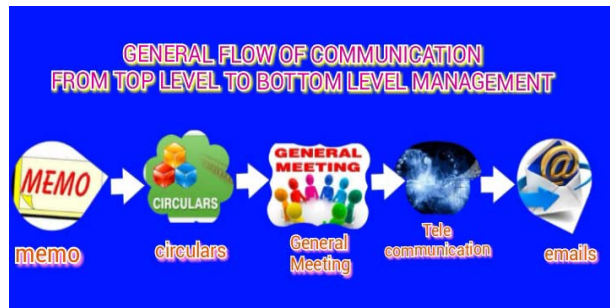 GENERAL FLOW OF COMMUNICATION
FROM TOP LEVEL TO BOTTOM LEVEL MANAGEMENT
MEMO
CIRCULARS
GENERAL
MEETING
@
memo
circulars
General
Meeting
Tele
communication
emails